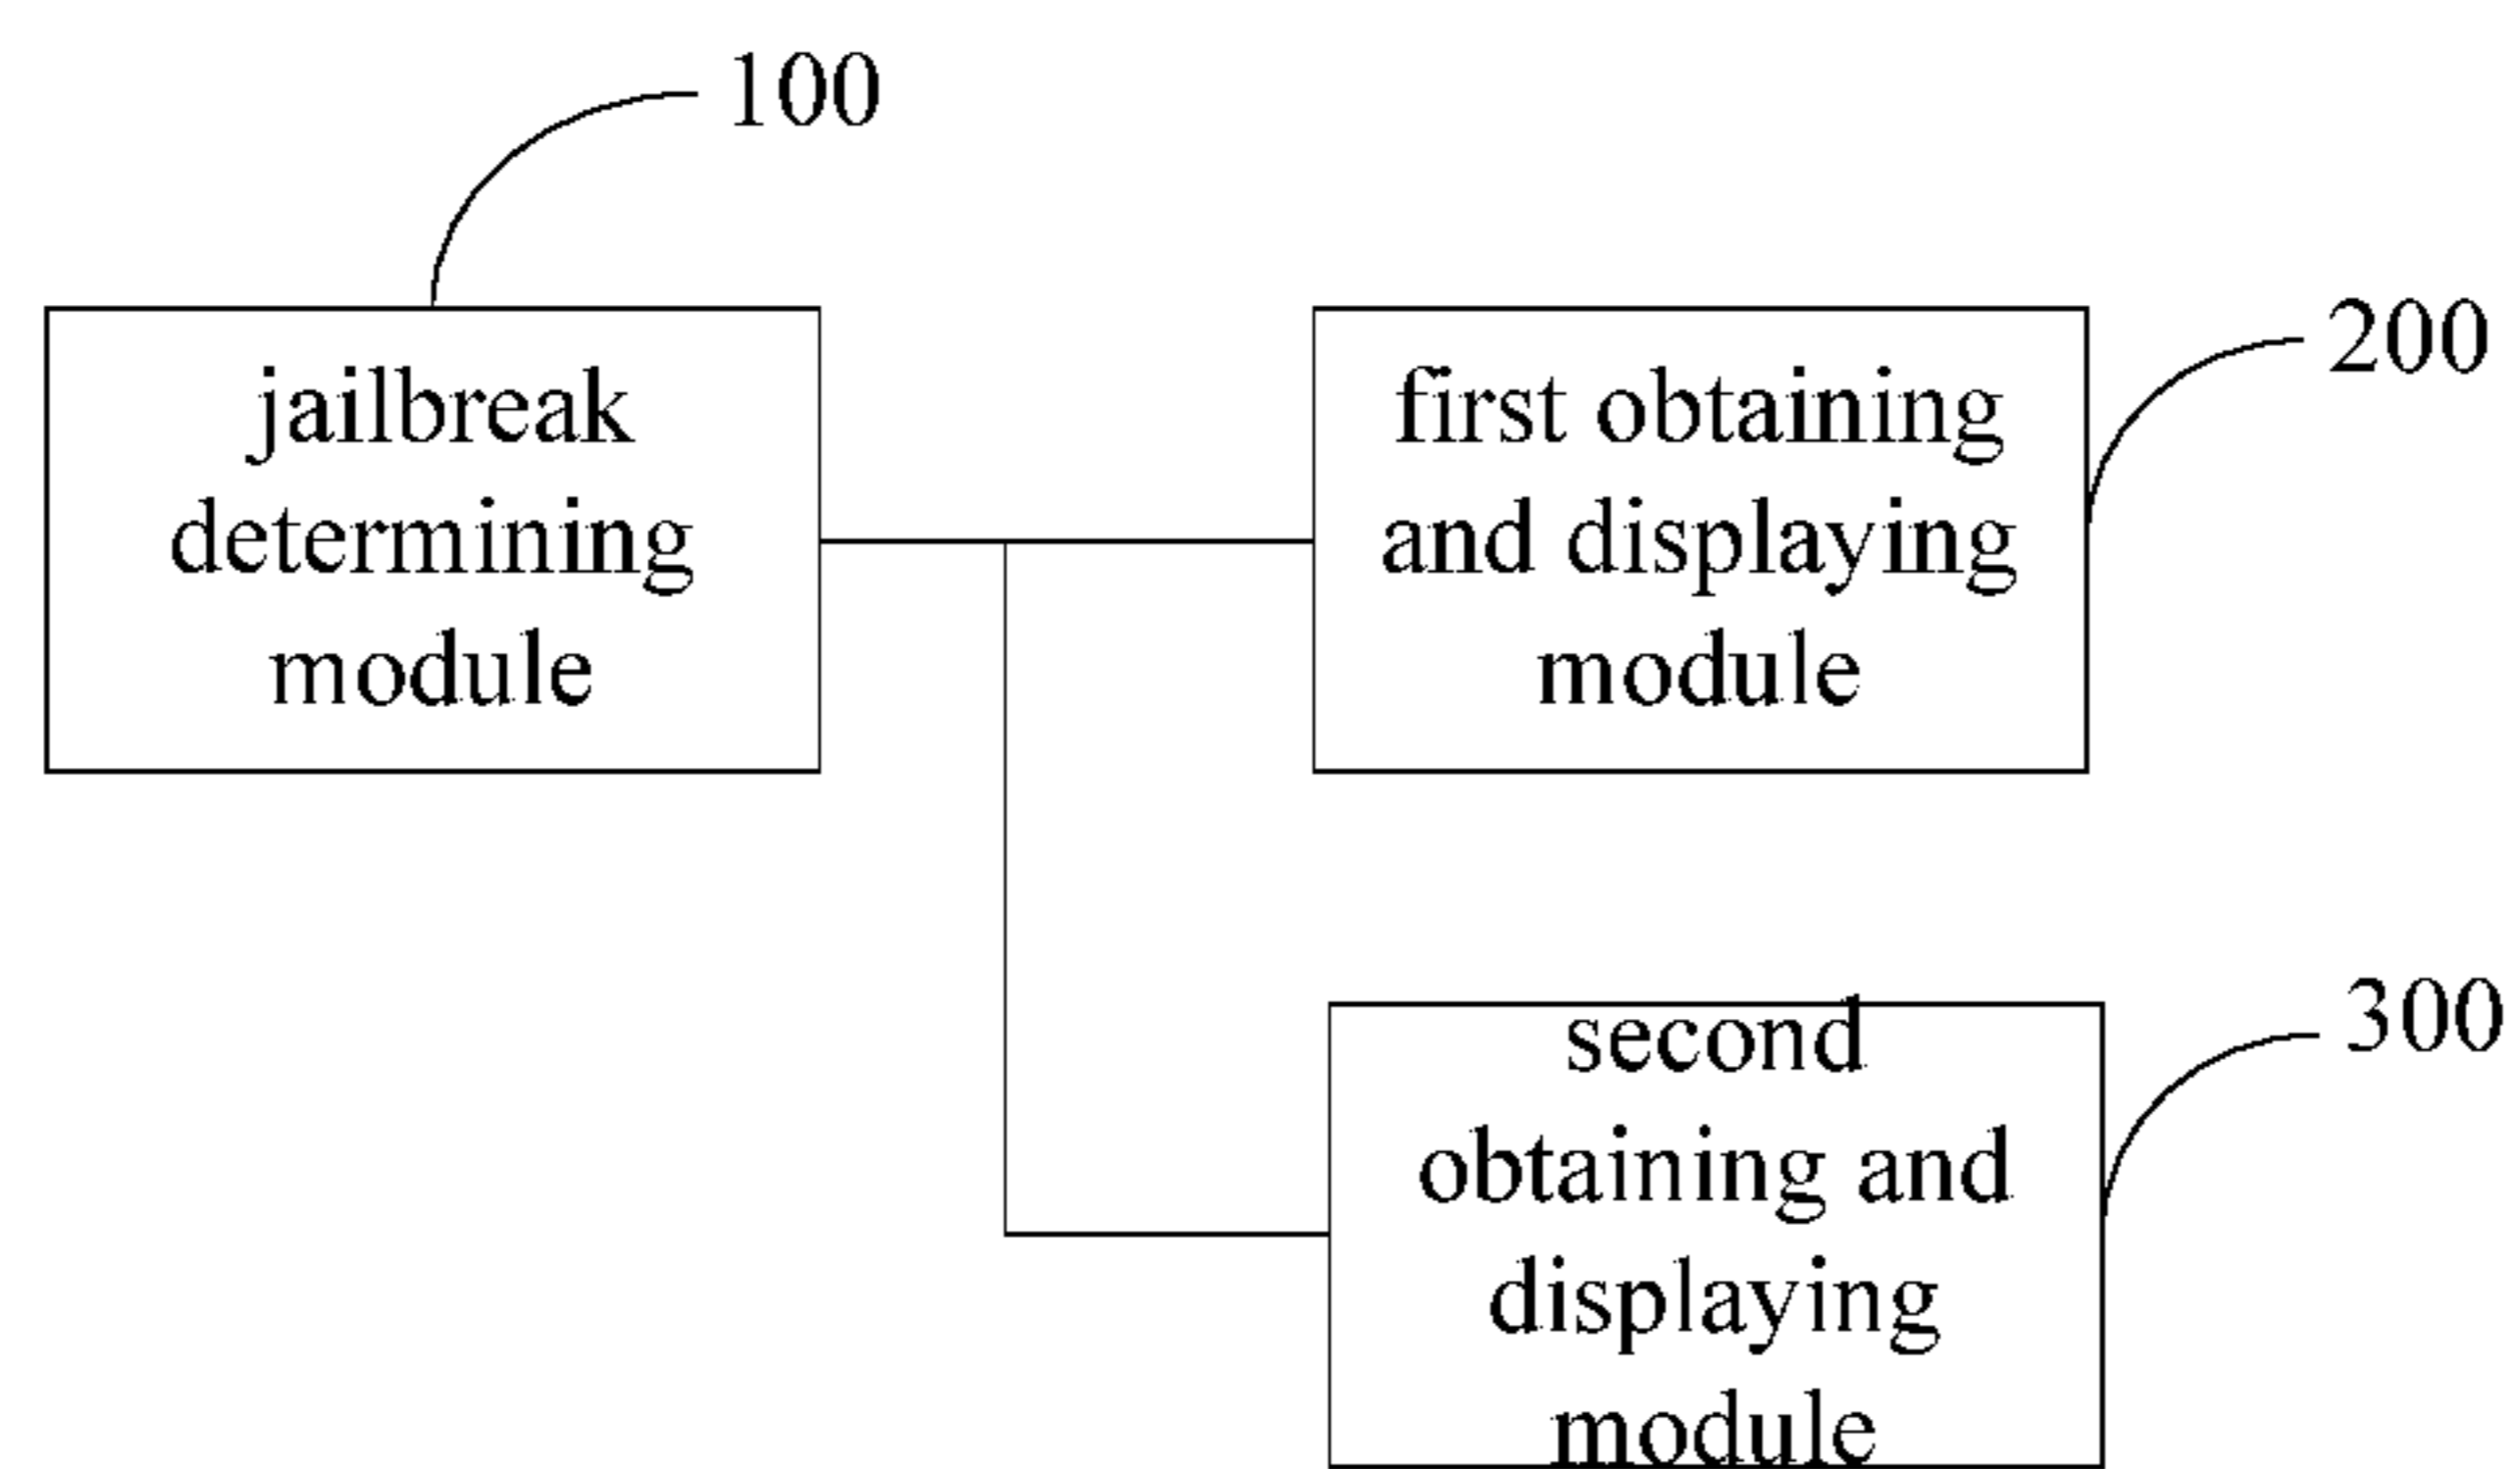 100
jailbreak
determining
module
200
first obtaining
and displaying
module
300
second
obtaining and
displaying
module